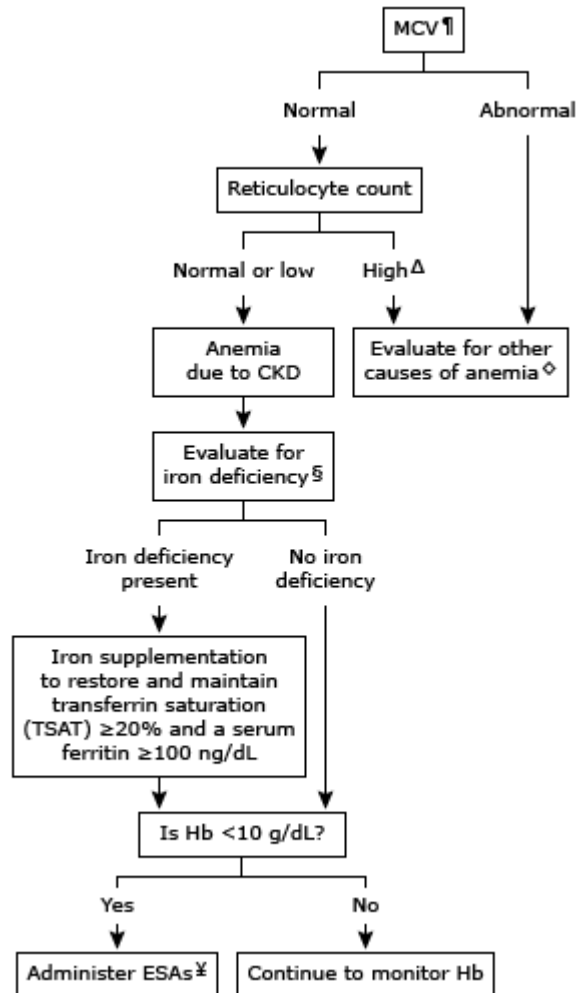 MCV¶
Normal
Abnormal
Reticulocyte count
Normal or low
HighΔ
Anemia
due to CKD
Evaluate for other
causes of anemia◇
Evaluate for
iron deficiency§
Iron deficiency
present
No iron
deficiency
Iron supplementation
to restore and maintain
transferrin saturation
(TSAT) ≥20% and a serum
ferritin ≥100 ng/dL
Is Hb <10 g/dL?
Yes
No
Administer ESAs¥
Continue to monitor Hb